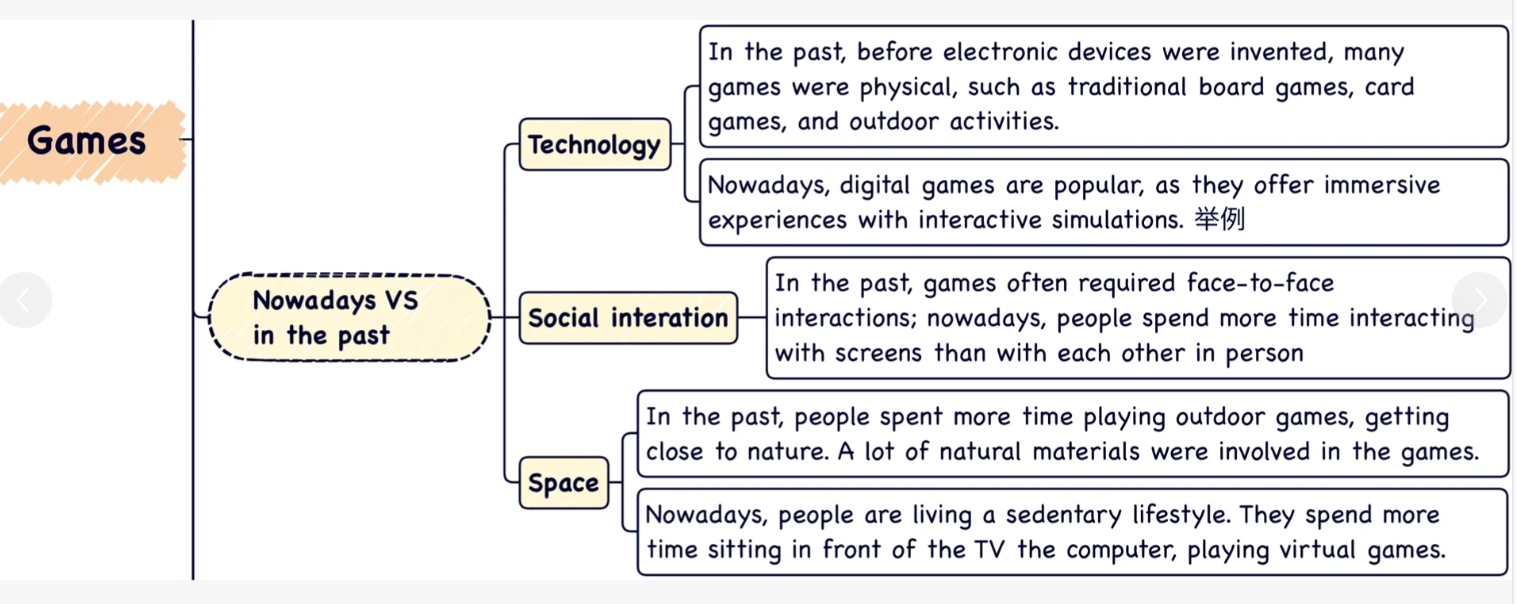 Games
Nowadays VS
in the past
Technology
In the past, before electronic devices were invented, many
games were physical, such as traditional board games, card
games, and outdoor activities.
Nowadays, digital games are popular, as they offer immersive
experiences with interactive simulations. 举例
Social interation
In the past, games often required face-to-face
interactions; nowadays, people spend more time interacting
with screens than with each other in person
Space
In the past, people spent more time playing outdoor games, getting
close to nature. A lot of natural materials were involved in the games.
Nowadays, people are living a sedentary lifestyle. They spend more
time sitting in front of the TV the computer, playing virtual games.